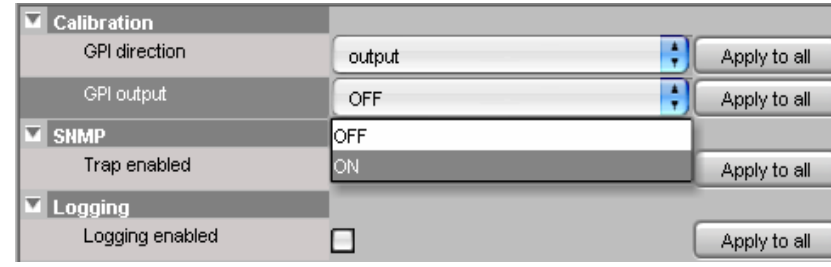 Calibration
GPI direction output Apply to all
GPI output OFF Apply to all
SNMP OFF
Trap enabled ON Apply to all
Logging
Logging enabled Apply to all